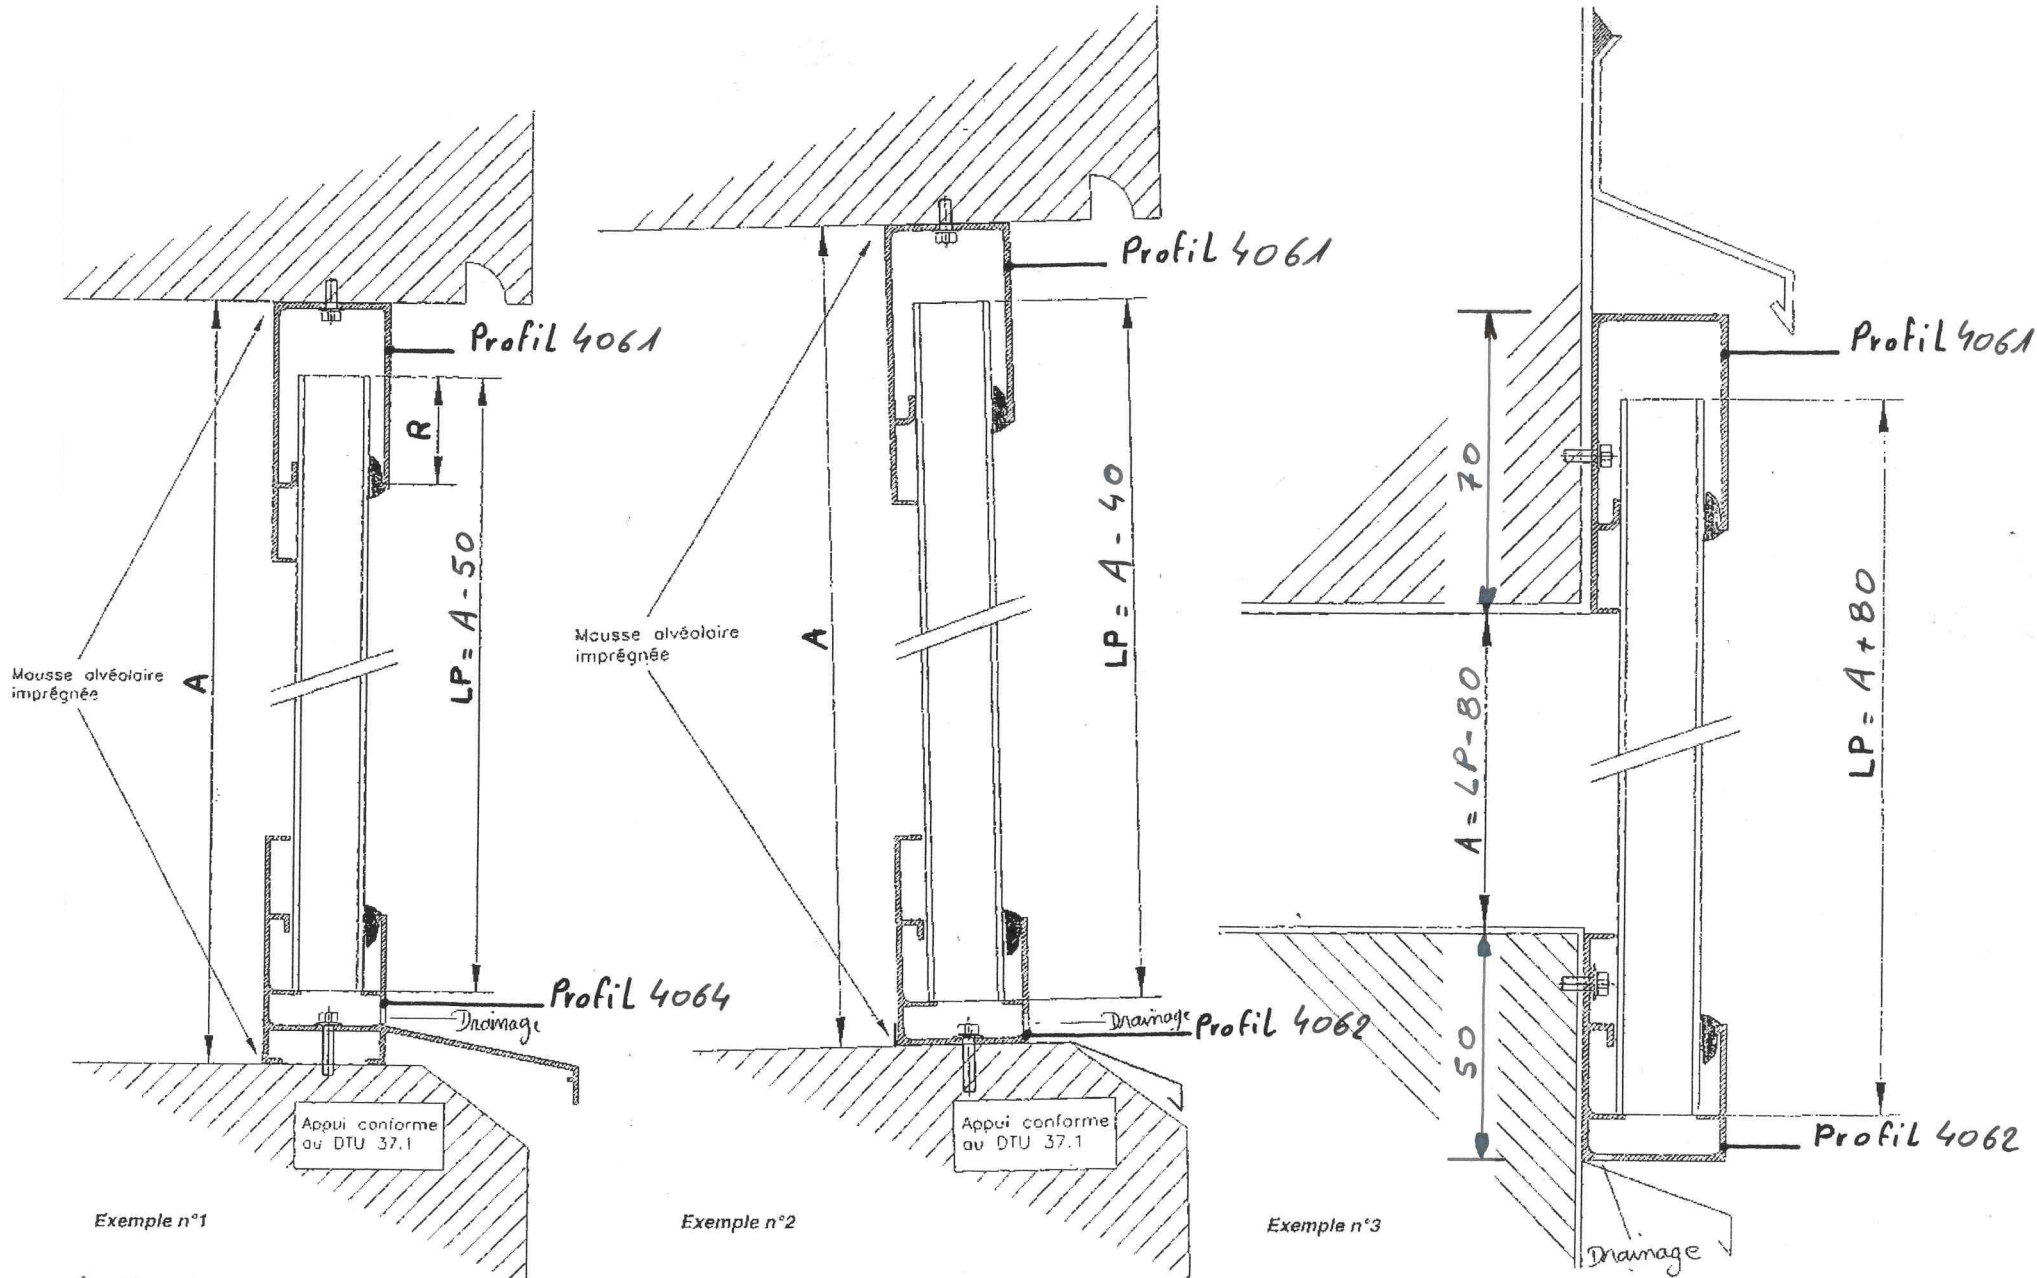 Profil 4061
R
LP = A - 50
A
Mousse alvéolaire
imprégnée
Profil 4064
Drainage
Appui conforme
au DTU 37.1
Exemple n°1
Profil 4061
LP = A - 40
A
Mousse alvéolaire
imprégnée
Drainage
Profil 4062
Appui conforme
au DTU 37.1
Exemple n°2
Profil 4061
70
LP = A + 80
A = LP - 80
50
Profil 4062
Drainage
Exemple n°3